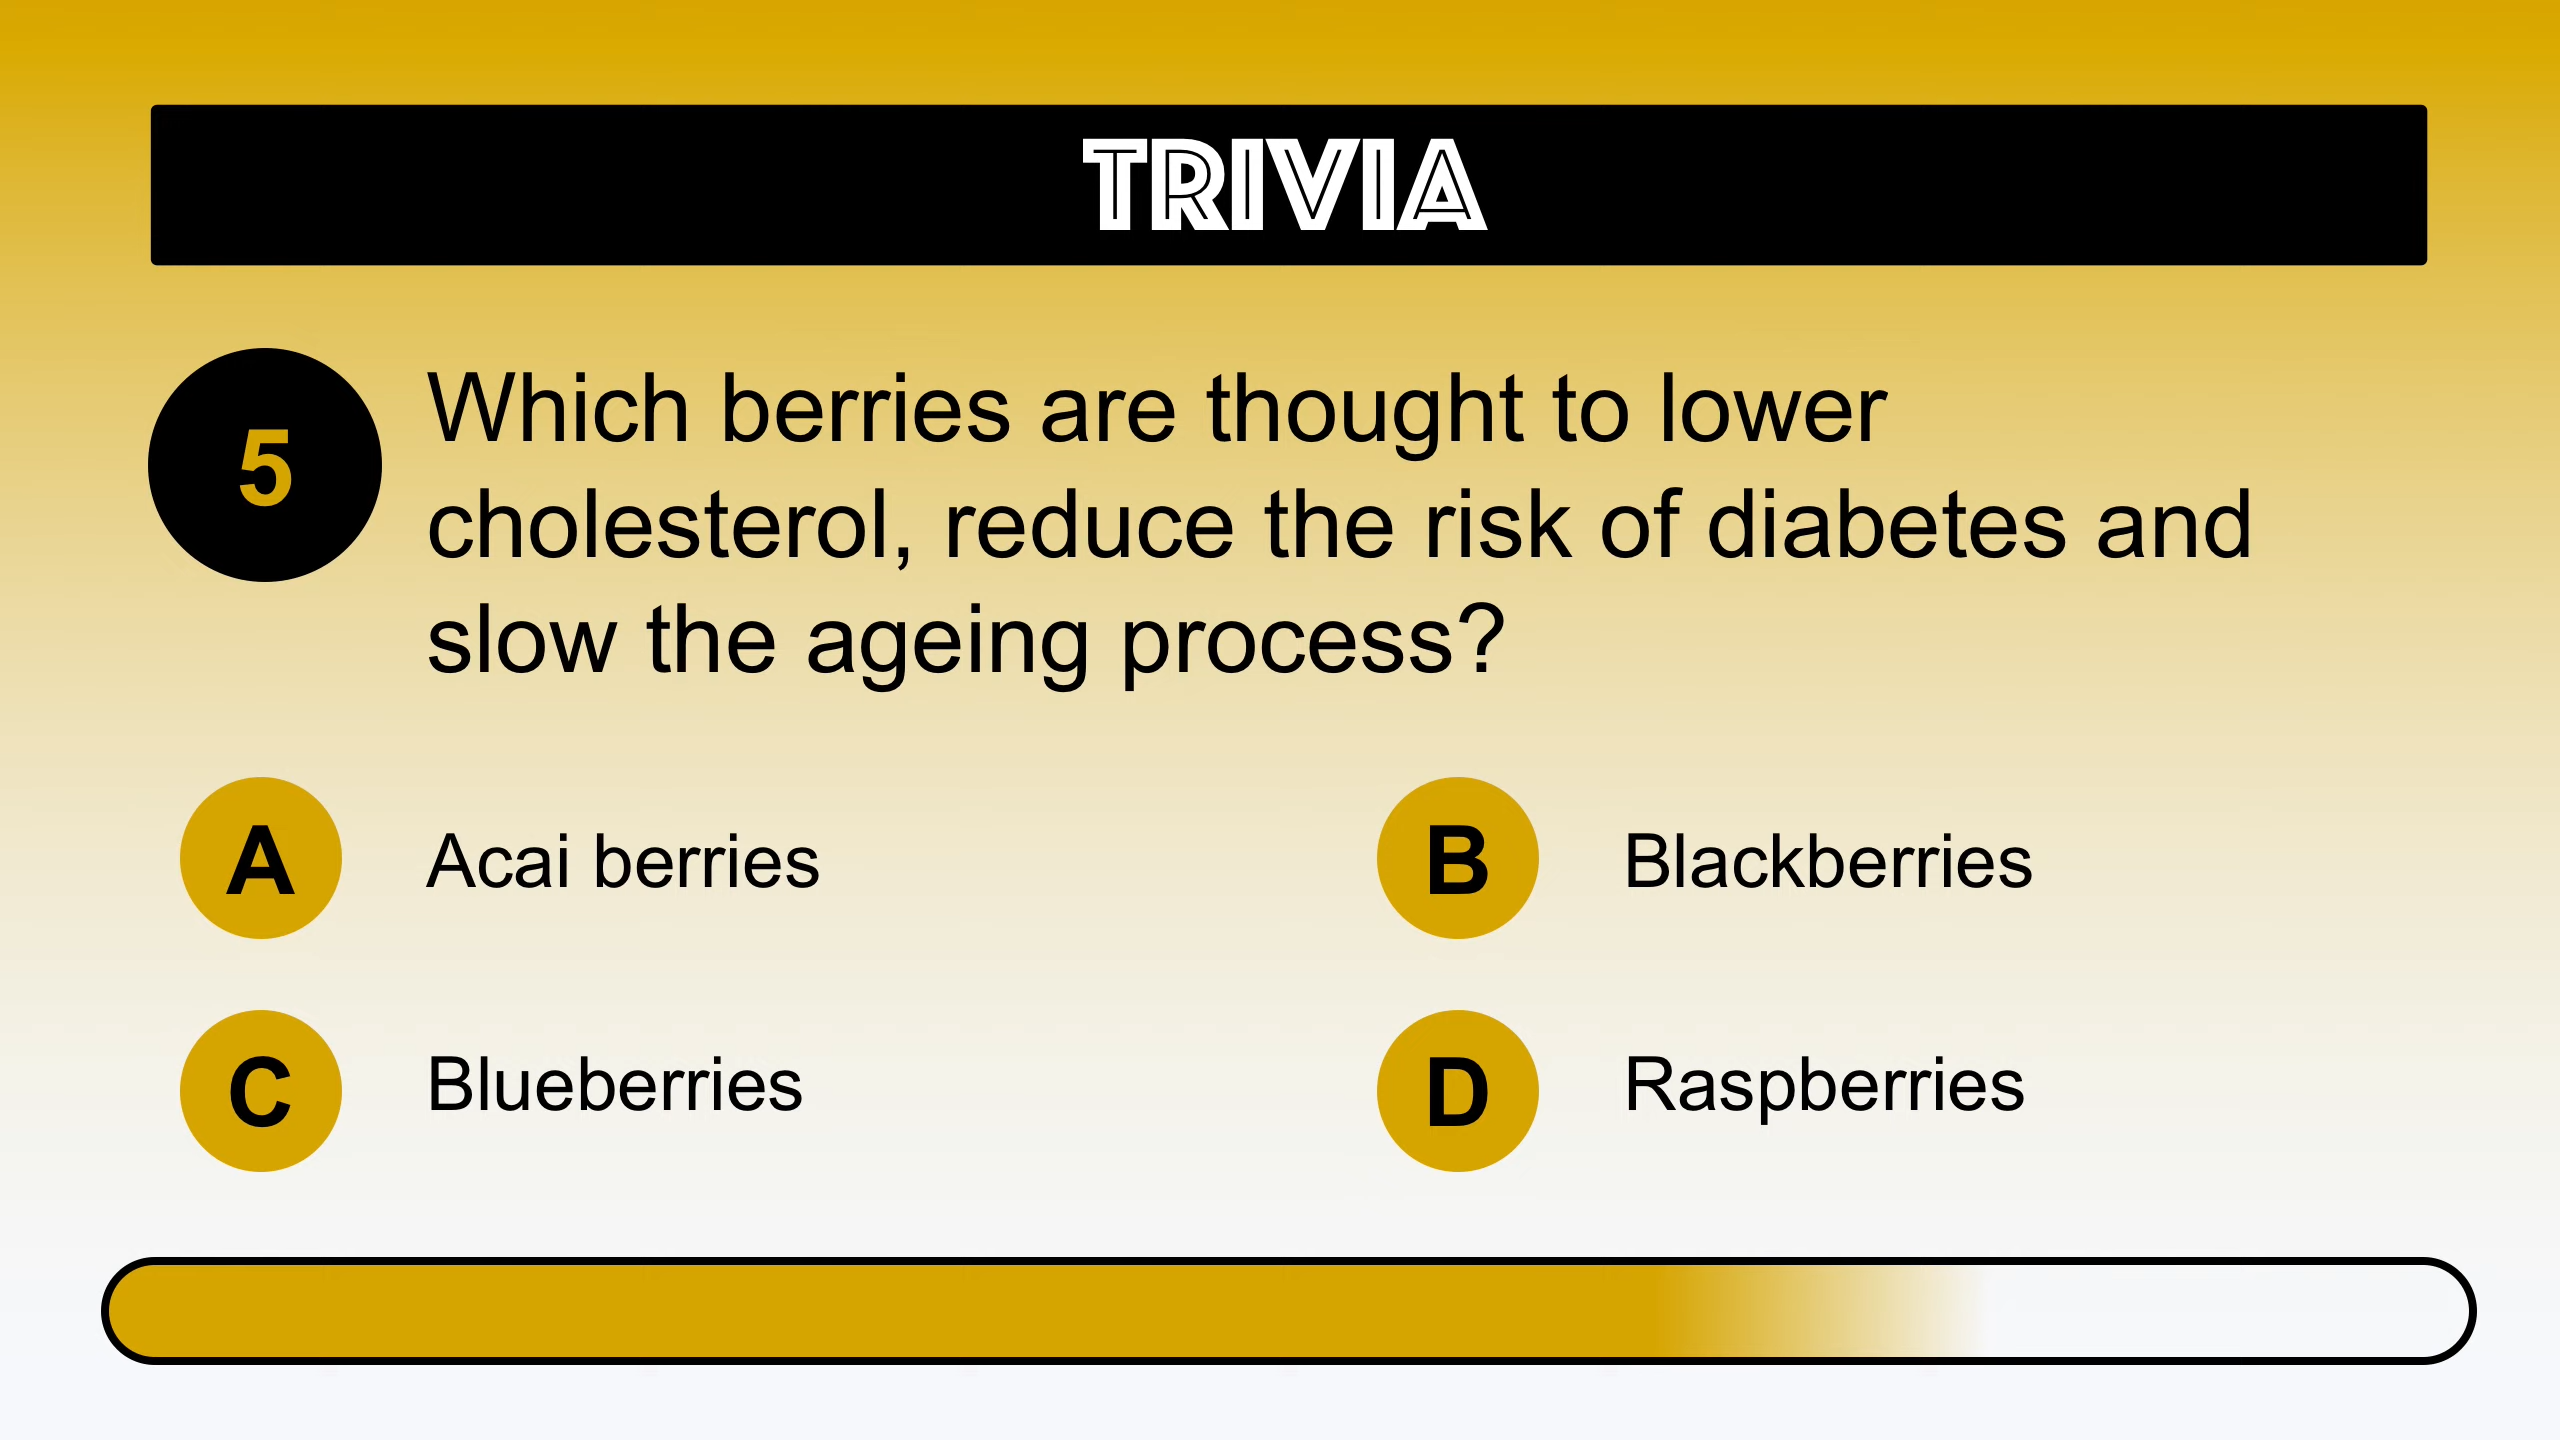 TRIVIA
5
Which berries are thought to lower
cholesterol, reduce the risk of diabetes and
slow the ageing process?
A Acai berries
B Blackberries
C Blueberries
D Raspberries